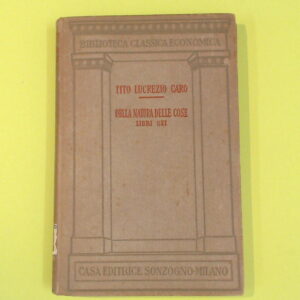 BIBLIOTECA CLASSICA ECONOMICA
TITO LUCREZIO CARO
DELLA NATURA DELLE COSE
LIBRI SEI
CASA EDITRICE SONZOGNO-MILANO